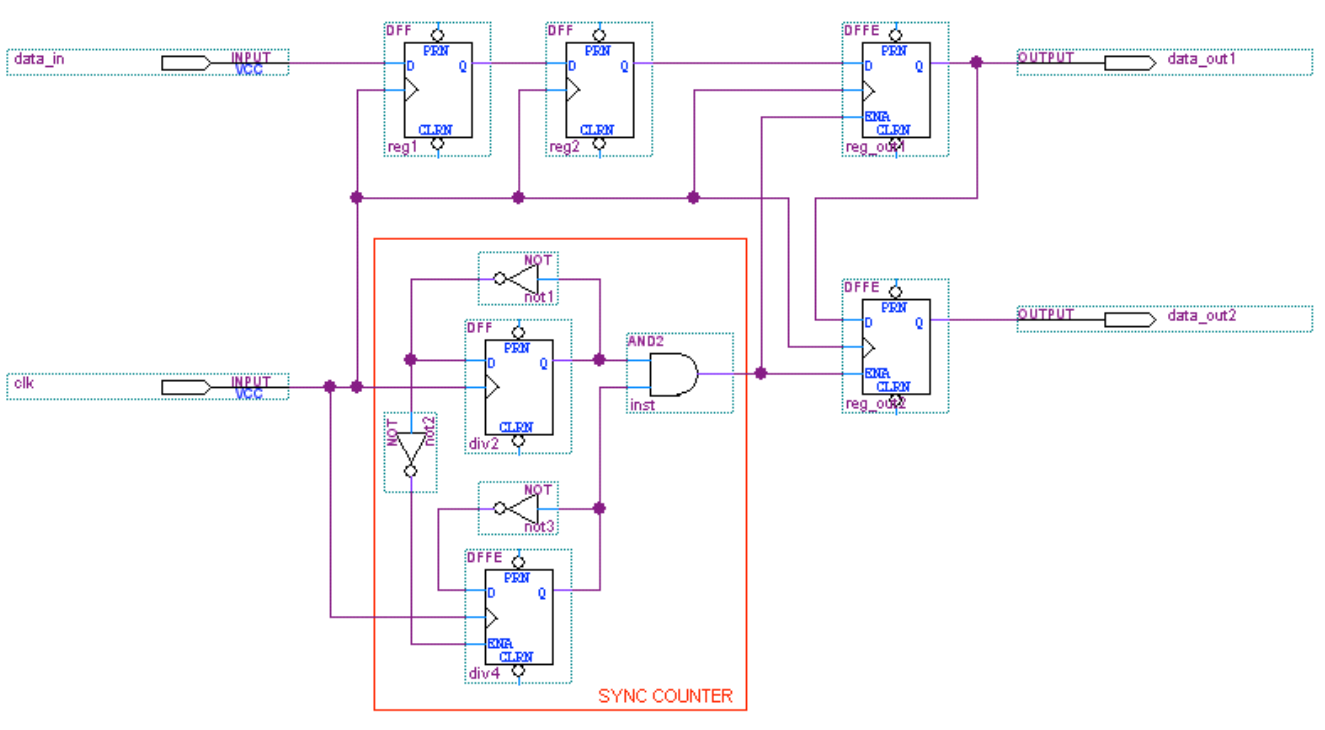 DFF
PRN
D
Q
CLRN
reg1
DFF
PRN
D
Q
CLRN
reg2
DFFE
PRN
D
Q
ENA
CLRN
reg_out1
data_in
INPUT
VCC
OUTPUT
data_out1
NOT
not1
DFF
PRN
D
Q
CLRN
div2
AND2
inst
DFFE
PRN
D
Q
ENA
CLRN
reg_out2
OUTPUT
data_out2
clk
INPUT
VCC
NOT
not2
NOT
not3
DFFE
PRN
D
Q
ENA
CLRN
div4
SYNC COUNTER